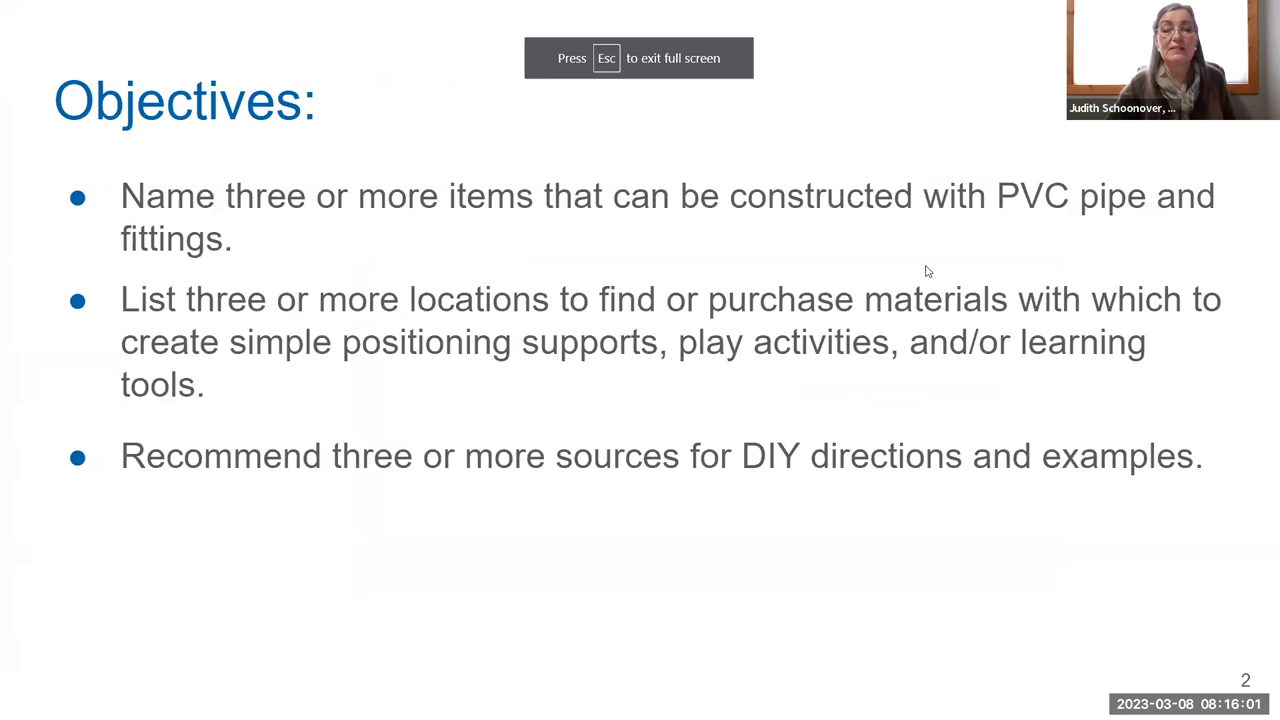 Press Esc to exit full screen
Objectives:
Judith Schoonover, ...
● Name three or more items that can be constructed with PVC pipe and
fittings.
● List three or more locations to find or purchase materials with which to
create simple positioning supports, play activities, and/or learning
tools.
● Recommend three or more sources for DIY directions and examples.
2
2023-03-08 08:16:01